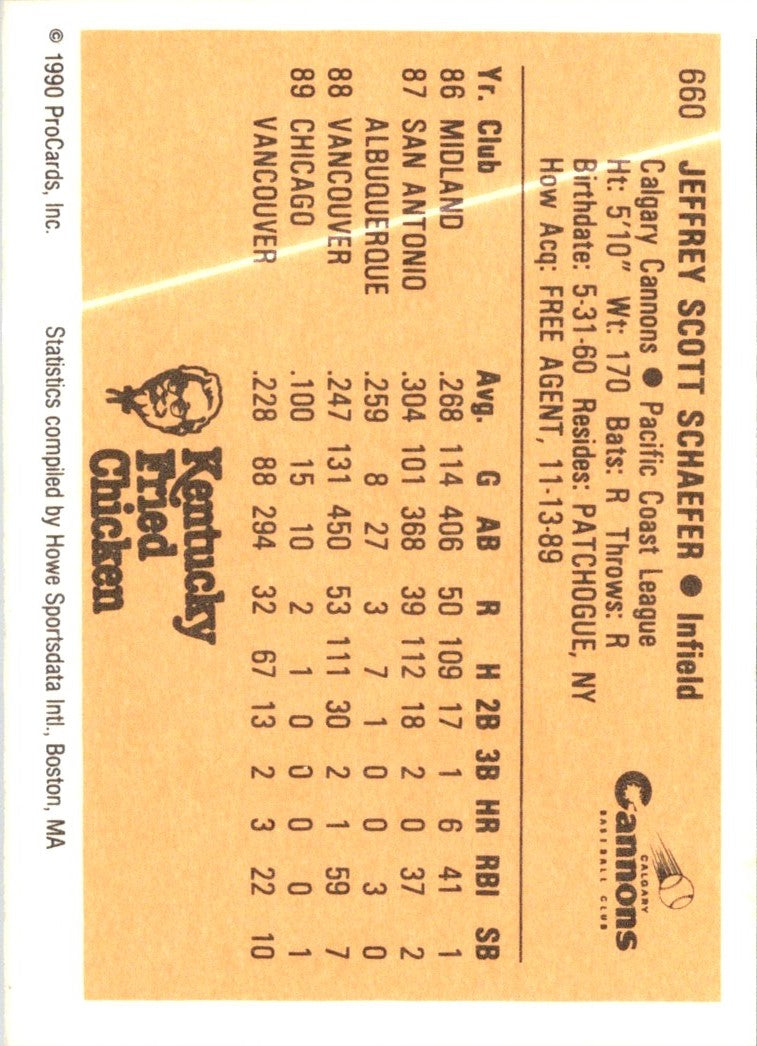 660 JEFFREY SCOTT SCHAEFER ● Infield
Calgary Cannons ● Pacific Coast League
Ht: 5'10" Wt: 170 Bats: R Throws: R
Birthdate: 5-31-60 Resides: PATCHOGUE, NY
How Acq: FREE AGENT, 11-13-89
CALGARY
Cannons
BASEBALL CLUB
Yr. Club Avg. G AB R H 2B 3B HR RBI SB
86 MIDLAND .268 114 406 50 109 17 1 6 41 1
87 SAN ANTONIO .304 101 368 39 112 18 2 0 37 2
ALBUQUERQUE .259 8 27 3 7 1 0 0 3 0
88 VANCOUVER .247 131 450 53 111 30 2 1 59 7
89 CHICAGO .100 15 10 2 1 0 0 0 0 1
VANCOUVER .228 88 294 32 67 13 2 3 22 10
Kentucky
Fried
Chicken
© 1990 ProCards, Inc. Statistics compiled by Howe Sportsdata Intl., Boston, MA